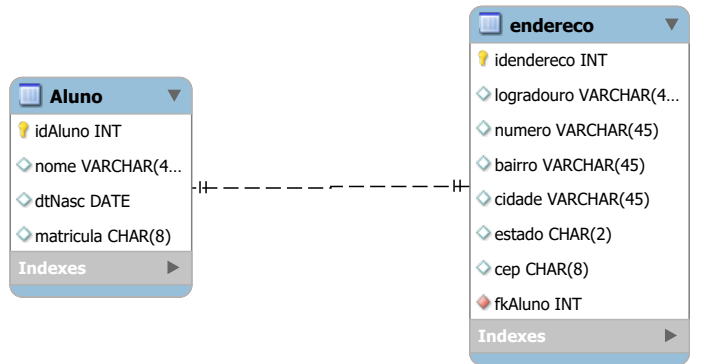 Aluno
idAluno INT
nome VARCHAR(4...
dtNasc DATE
matricula CHAR(8)
Indexes
endereco
idendereco INT
logradouro VARCHAR(4...
numero VARCHAR(45)
bairro VARCHAR(45)
cidade VARCHAR(45)
estado CHAR(2)
cep CHAR(8)
fkAluno INT
Indexes